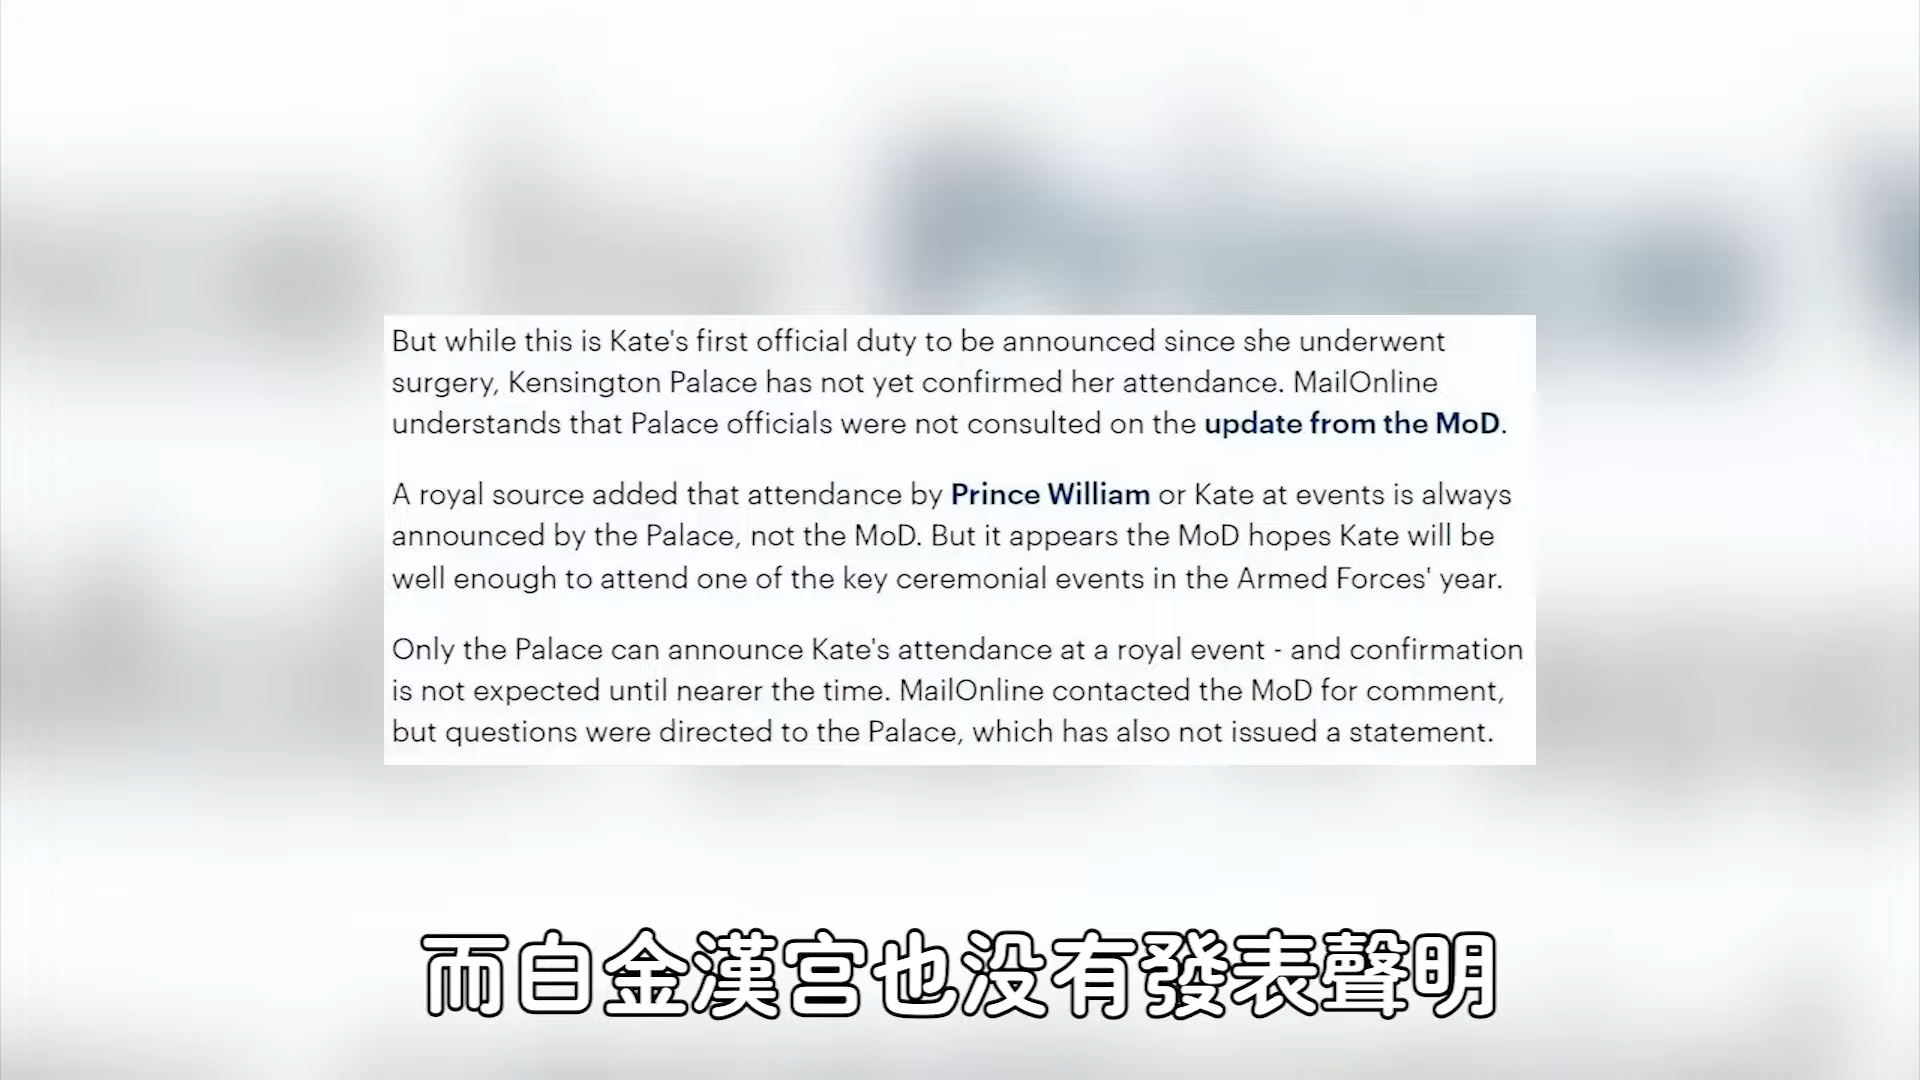 But while this is Kate's first official duty to be announced since she underwent
surgery, Kensington Palace has not yet confirmed her attendance. MailOnline
understands that Palace officials were not consulted on the update from the MoD.
A royal source added that attendance by Prince William or Kate at events is always
announced by the Palace, not the MoD. But it appears the MoD hopes Kate will be
well enough to attend one of the key ceremonial events in the Armed Forces' year.
Only the Palace can announce Kate's attendance at a royal event - and confirmation
is not expected until nearer the time. MailOnline contacted the MoD for comment,
but questions were directed to the Palace, which has also not issued a statement.
而白金漢宮也没有發表聲明